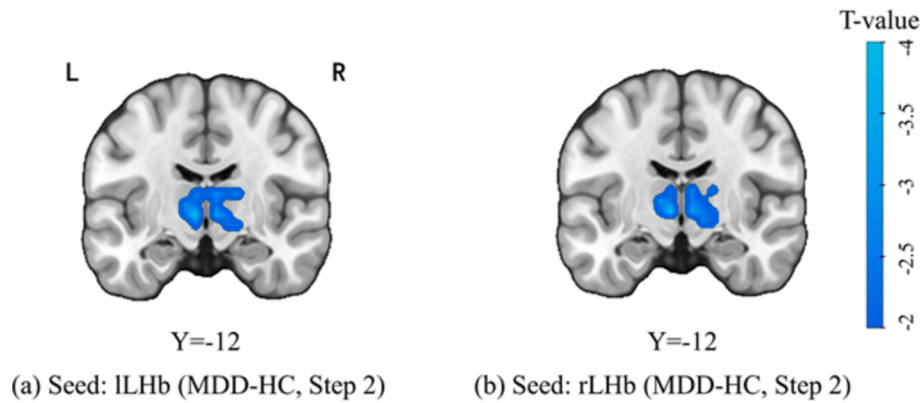 T-value
L
R
-4
-3.5
-3
-2.5
-2
Y=-12
Y=-12
(a) Seed: lLHb (MDD-HC, Step 2)
(b) Seed: rLHb (MDD-HC, Step 2)